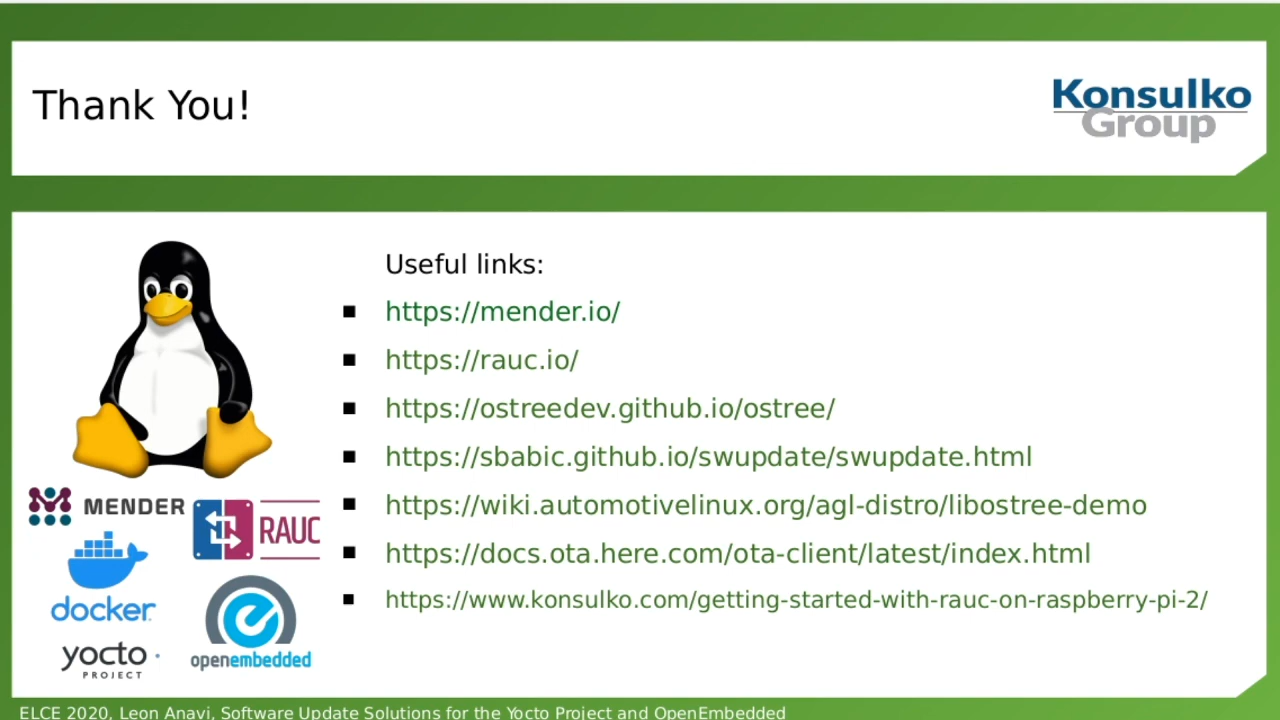 Thank You!
Konsulko
Group
Useful links:
https://mender.io/
https://rauc.io/
https://ostreedev.github.io/ostree/
https://sbabic.github.io/swupdate/swupdate.html
https://wiki.automotivelinux.org/agl-distro/libostree-demo
https://docs.ota.here.com/ota-client/latest/index.html
https://www.konsulko.com/getting-started-with-rauc-on-raspberry-pi-2/
MENDER
RAUC
docker
openembedded
yocto
PROJECT
ELCE 2020, Leon Anavi, Software Update Solutions for the Yocto Project and OpenEmbedded